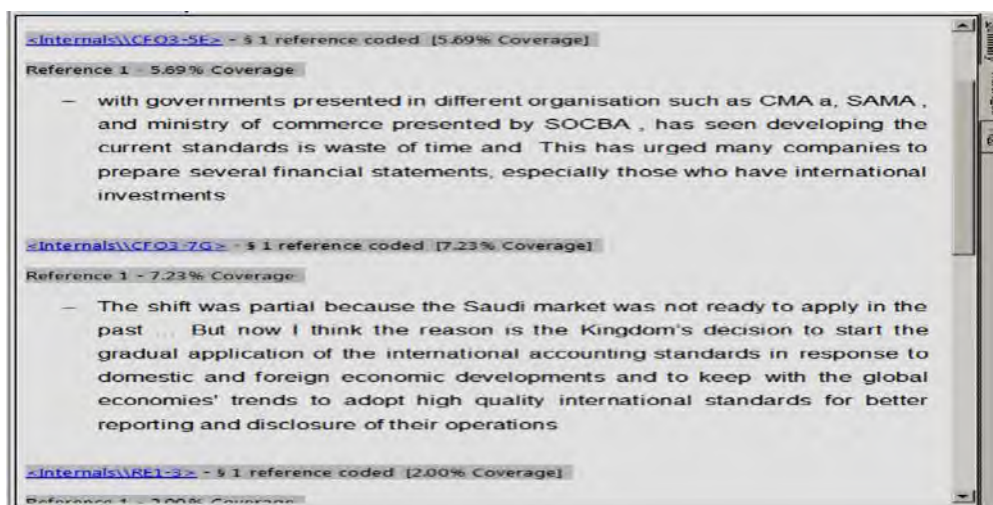 <Internals\\CFO3-5E> - § 1 reference coded [5.69% Coverage]
Reference 1 - 5.69% Coverage
– with governments presented in different organisation such as CMA a, SAMA ,
and ministry of commerce presented by SOCBA , has seen developing the
current standards is waste of time and This has urged many companies to
prepare several financial statements, especially those who have international
investments
<Internals\\CFO3-7G> - § 1 reference coded [7.23% Coverage]
Reference 1 - 7.23% Coverage
– The shift was partial because the Saudi market was not ready to apply in the
past ... But now I think the reason is the Kingdom's decision to start the
gradual application of the international accounting standards in response to
domestic and foreign economic developments and to keep with the global
economies' trends to adopt high quality international standards for better
reporting and disclosure of their operations
<Internals\\RE1-3> - § 1 reference coded [2.00% Coverage]
Reference 1 - 2.00% Coverage